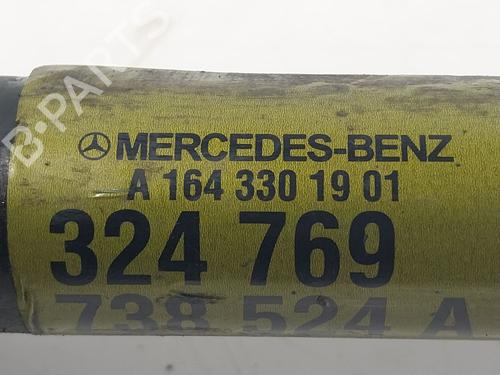 B-PARTS
MERCEDES-BENZ
A 164 330 19 01
324 769
738 524 A